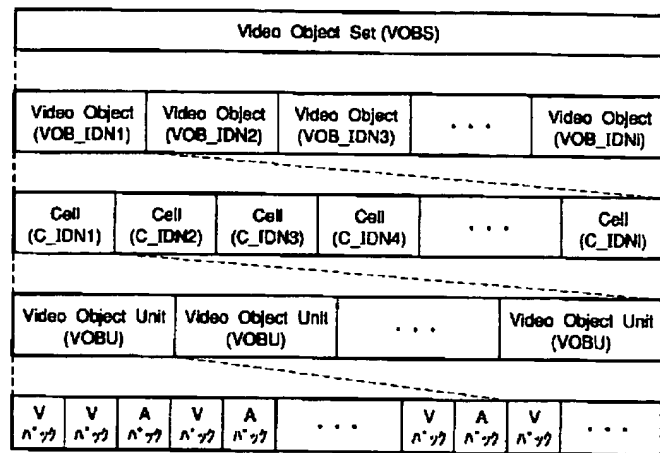 Video Object Set (VOBS)
Video Object Video Object Video Object . . . Video Object
(VOB_IDN1) (VOB_IDN2) (VOB_IDN3) (VOB_IDNi)
Cell Cell Cell Cell . . . Cell
(C_IDN1) (C_IDN2) (C_IDN3) (C_IDN4) (C_IDNi)
Video Object Unit Video Object Unit . . . Video Object Unit
(VOBU) (VOBU) (VOBU)
V V A V A . . . V A V . . .
パック パック パック パック パック パック パック パック